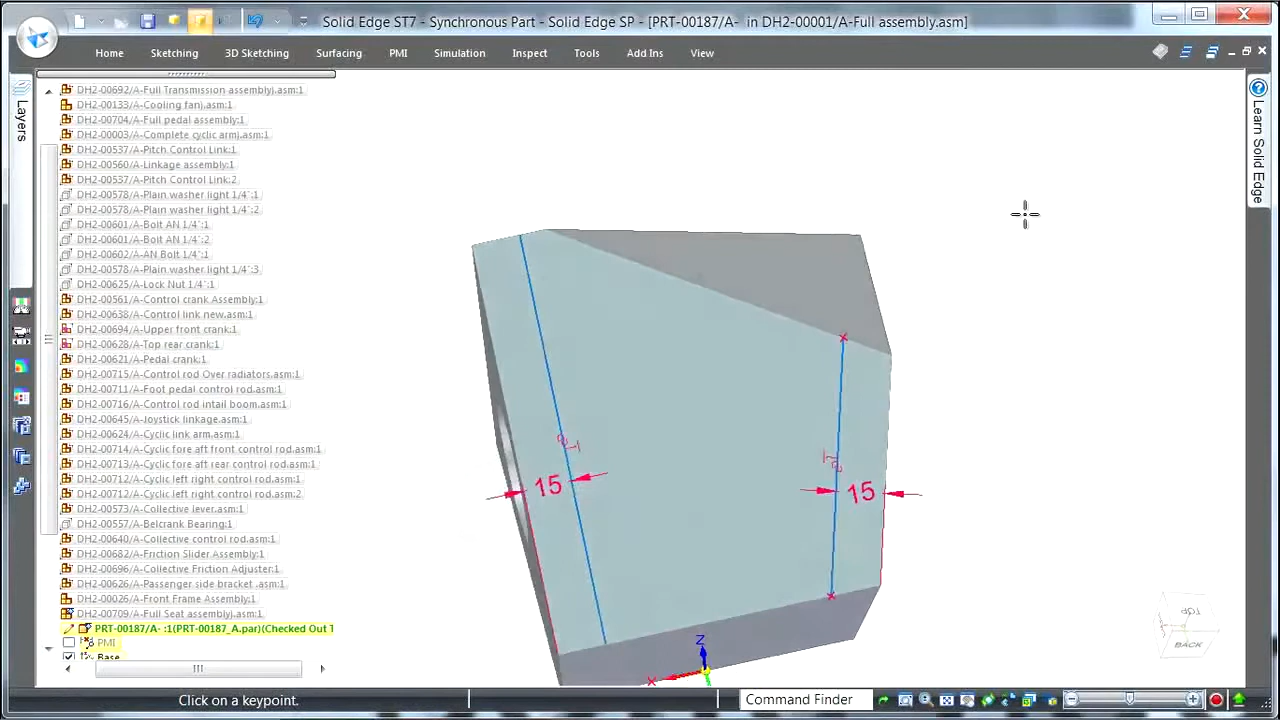 Solid Edge ST7 - Synchronous Part - Solid Edge SP - [PRT-00187/A- in DH2-00001/A-Full assembly.asm]
Home Sketching 3D Sketching Surfacing PMI Simulation Inspect Tools Add Ins View
Layers
DH2-00692/A-Full Transmission assemblyj.asm:1
DH2-00133/A-Cooling fanj.asm:1
DH2-00704/A-Full pedal assembly:1
DH2-00003/A-Complete cyclic armj.asm:1
DH2-00537/A-Pitch Control Link:1
DH2-00560/A-Linkage assembly:1
DH2-00537/A-Pitch Control Link:2
DH2-00578/A-Plain washer light 1/4":1
DH2-00578/A-Plain washer light 1/4":2
DH2-00601/A-Bolt AN 1/4":1
DH2-00601/A-Bolt AN 1/4":2
DH2-00602/A-AN Bolt 1/4":1
DH2-00578/A-Plain washer light 1/4":3
DH2-00625/A-Lock Nut 1/4":1
DH2-00561/A-Control crank Assembly:1
DH2-00638/A-Control link new.asm:1
DH2-00694/A-Upper front crank:1
DH2-00628/A-Top rear crank:1
DH2-00621/A-Pedal crank:1
DH2-00715/A-Control rod Over radiators.asm:1
DH2-00711/A-Foot pedal control rod.asm:1
DH2-00716/A-Control rod intail boom.asm:1
DH2-00645/A-Joystick linkage.asm:1
DH2-00624/A-Cyclic link arm.asm:1
DH2-00714/A-Cyclic fore aft front control rod.asm:1
DH2-00713/A-Cyclic fore aft rear control rod.asm:1
DH2-00712/A-Cyclic left right control rod.asm:1
DH2-00712/A-Cyclic left right control rod.asm:2
DH2-00573/A-Collective lever.asm:1
DH2-00557/A-Belcrank Bearing:1
DH2-00640/A-Collective control rod.asm:1
DH2-00682/A-Friction Slider Assembly:1
DH2-00696/A-Collective Friction Adjuster:1
DH2-00626/A-Passenger side bracket .asm:1
DH2-00026/A-Front Frame Assembly:1
DH2-00709/A-Full Seat assemblyj.asm:1
PRT-00187/A- :1(PRT-00187_A.par)(Checked Out T
PMI
Base
15
15
Z
x
TOP
BACK
Learn Solid Edge
Click on a keypoint.
Command Finder